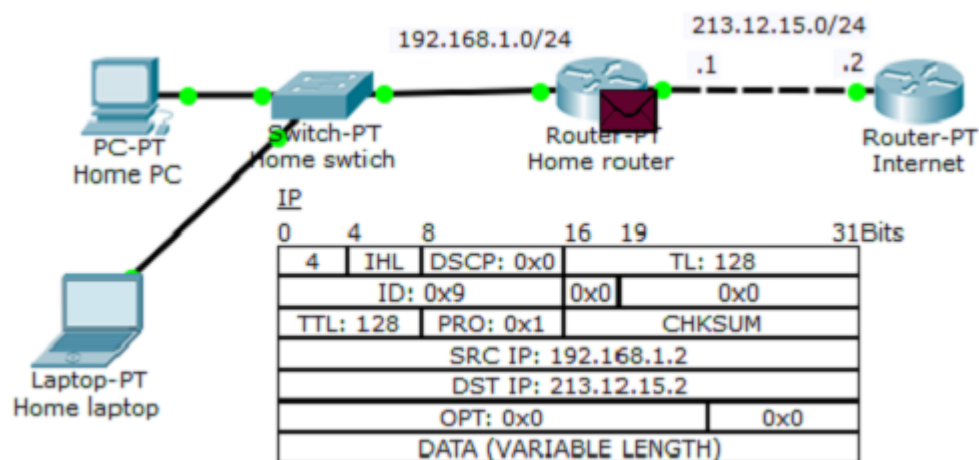 192.168.1.0/24
213.12.15.0/24
.1
.2
PC-PT
Home PC
Switch-PT
Home swtich
Router-PT
Home router
Router-PT
Internet
Laptop-PT
Home laptop
IP
0 4 8 16 19 31 Bits
4 IHL DSCP: 0x0 TL: 128
ID: 0x9 0x0 0x0
TTL: 128 PRO: 0x1 CHKSUM
SRC IP: 192.168.1.2
DST IP: 213.12.15.2
OPT: 0x0 0x0
DATA (VARIABLE LENGTH)